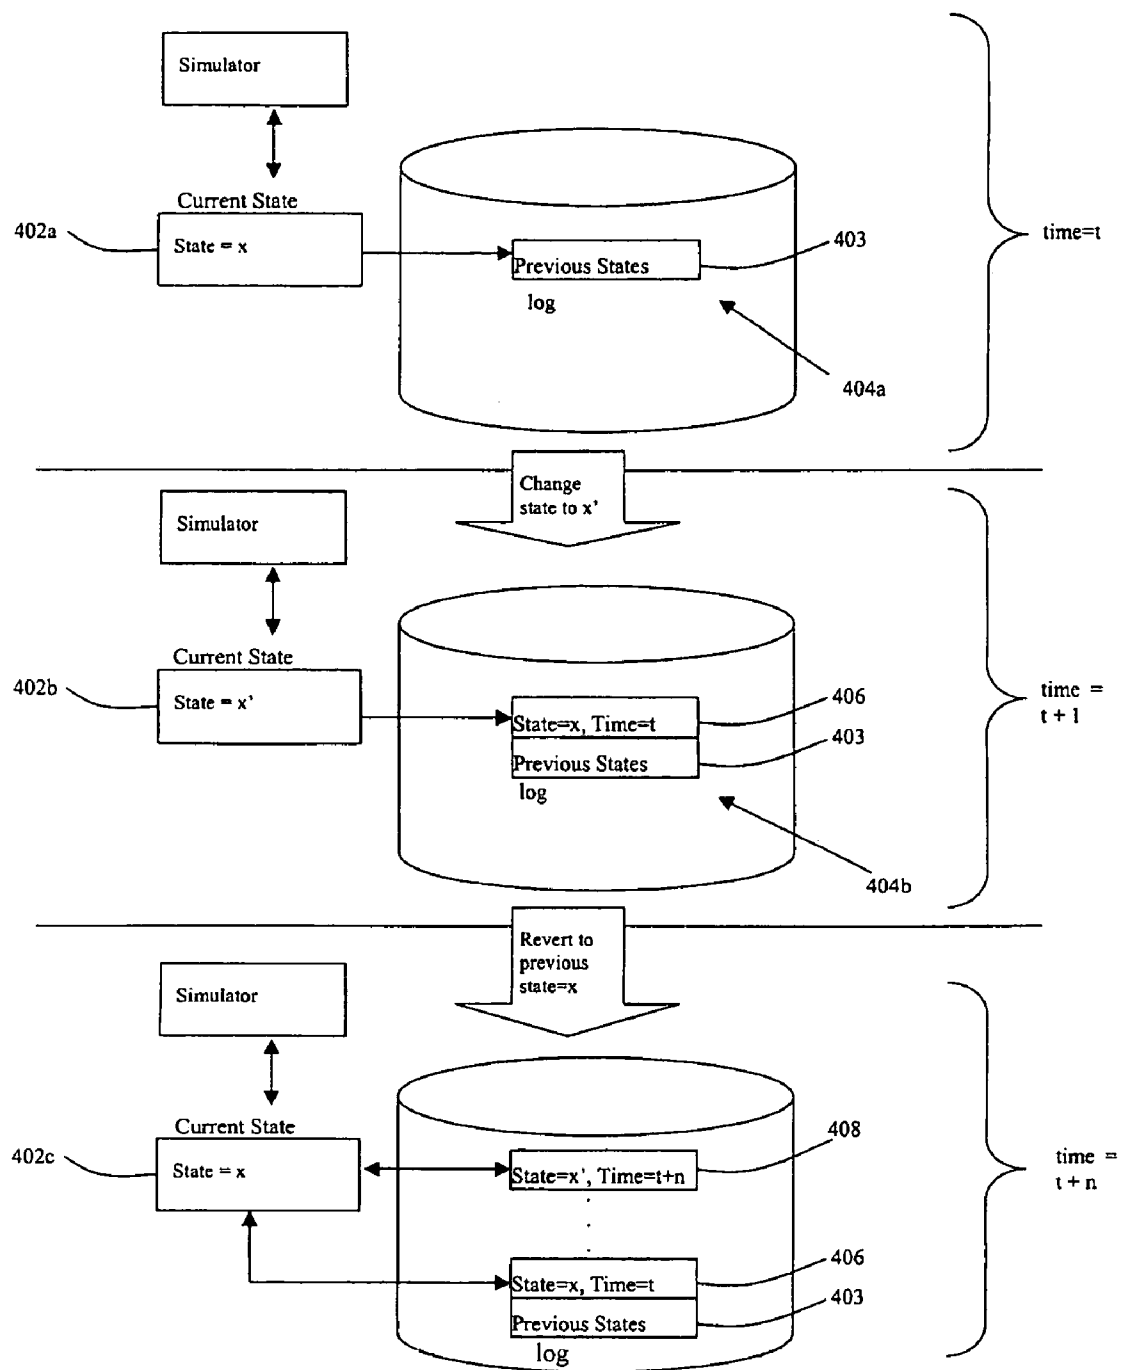 Simulator
Current State
402a
State = x
403
time=t
Previous States
log
404a
Change
state to x’
Simulator
Current State
402b
State = x’
406
time =
t + 1
State=x, Time=t
403
Previous States
log
404b
Revert to
previous
state=x
Simulator
Current State
408
402c
State = x
State=x’, Time=t+n
time =
t + n
.
.
.
406
State=x, Time=t
403
Previous States
log